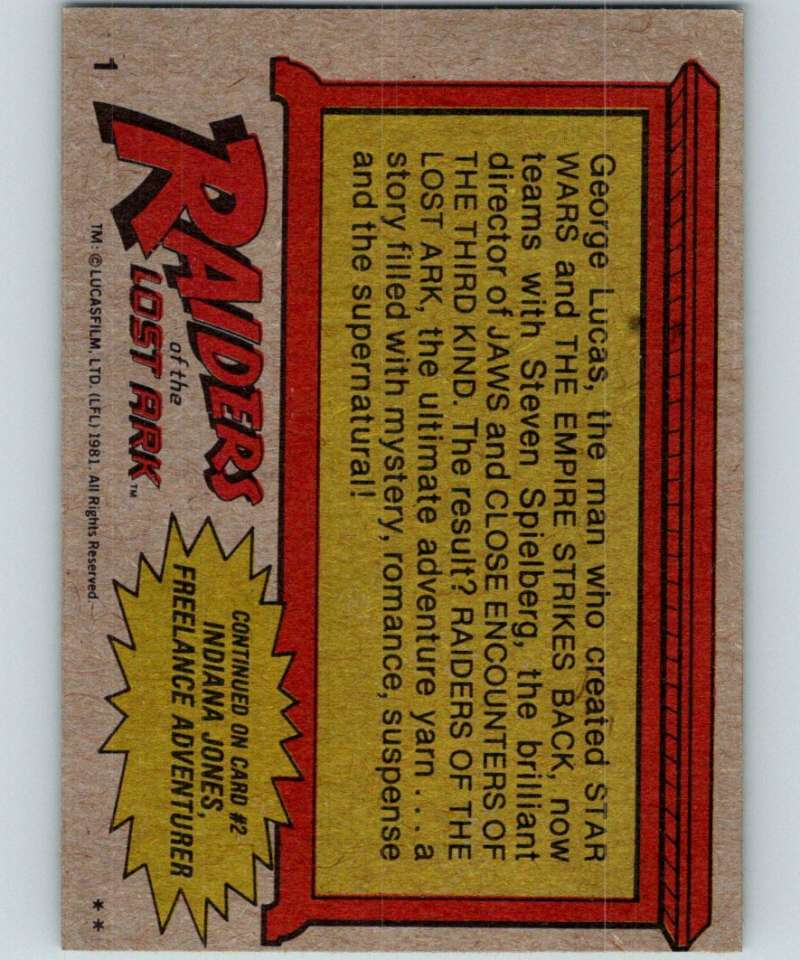 George Lucas, the man who created STAR
WARS and THE EMPIRE STRIKES BACK, now
teams with Steven Spielberg, the brilliant
director of JAWS and CLOSE ENCOUNTERS OF
THE THIRD KIND. The result? RAIDERS OF THE
LOST ARK, the ultimate adventure yarn . . . a
story filled with mystery, romance, suspense
and the supernatural!
RAIDERS
of the
LOST ARK™
CONTINUED ON CARD #2
INDIANA JONES,
FREELANCE ADVENTURER
1
TM: © LUCASFILM, LTD. (LFL) 1981. All Rights Reserved.
**